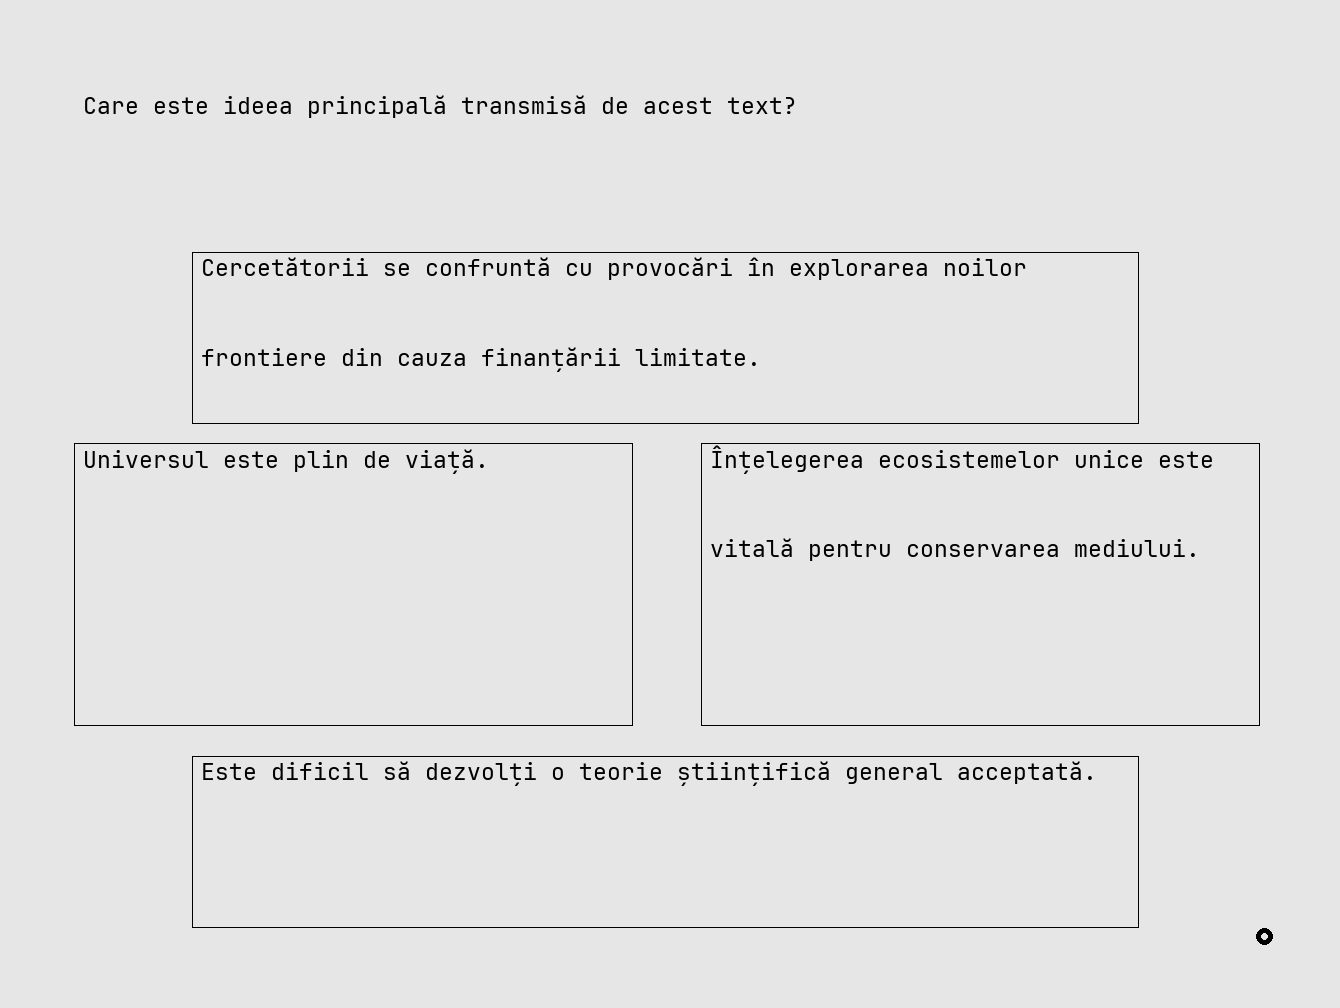 Care este ideea principală transmisă de acest text?
Cercetătorii se confruntă cu provocări în explorarea noilor
frontiere din cauza finanțării limitate.
Universul este plin de viață.
Înțelegerea ecosistemelor unice este
vitală pentru conservarea mediului.
Este dificil să dezvolți o teorie științifică general acceptată.